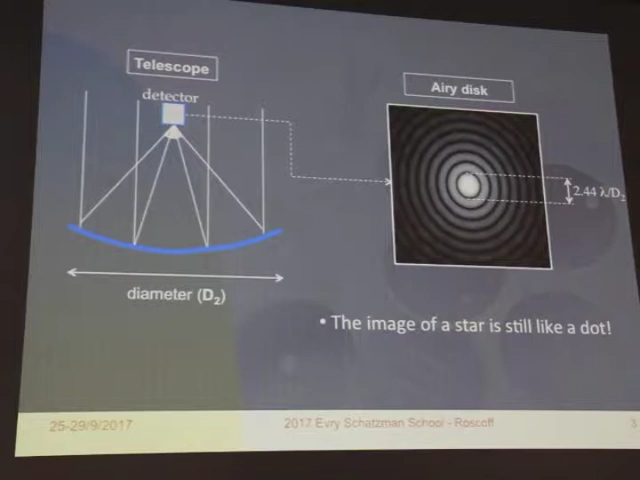 Telescope
detector
Airy disk
2.44 λ/D₂
diameter (D₂)
• The image of a star is still like a dot!
25-29/9/2017
2017 Evry Schatzman School - Roscoff